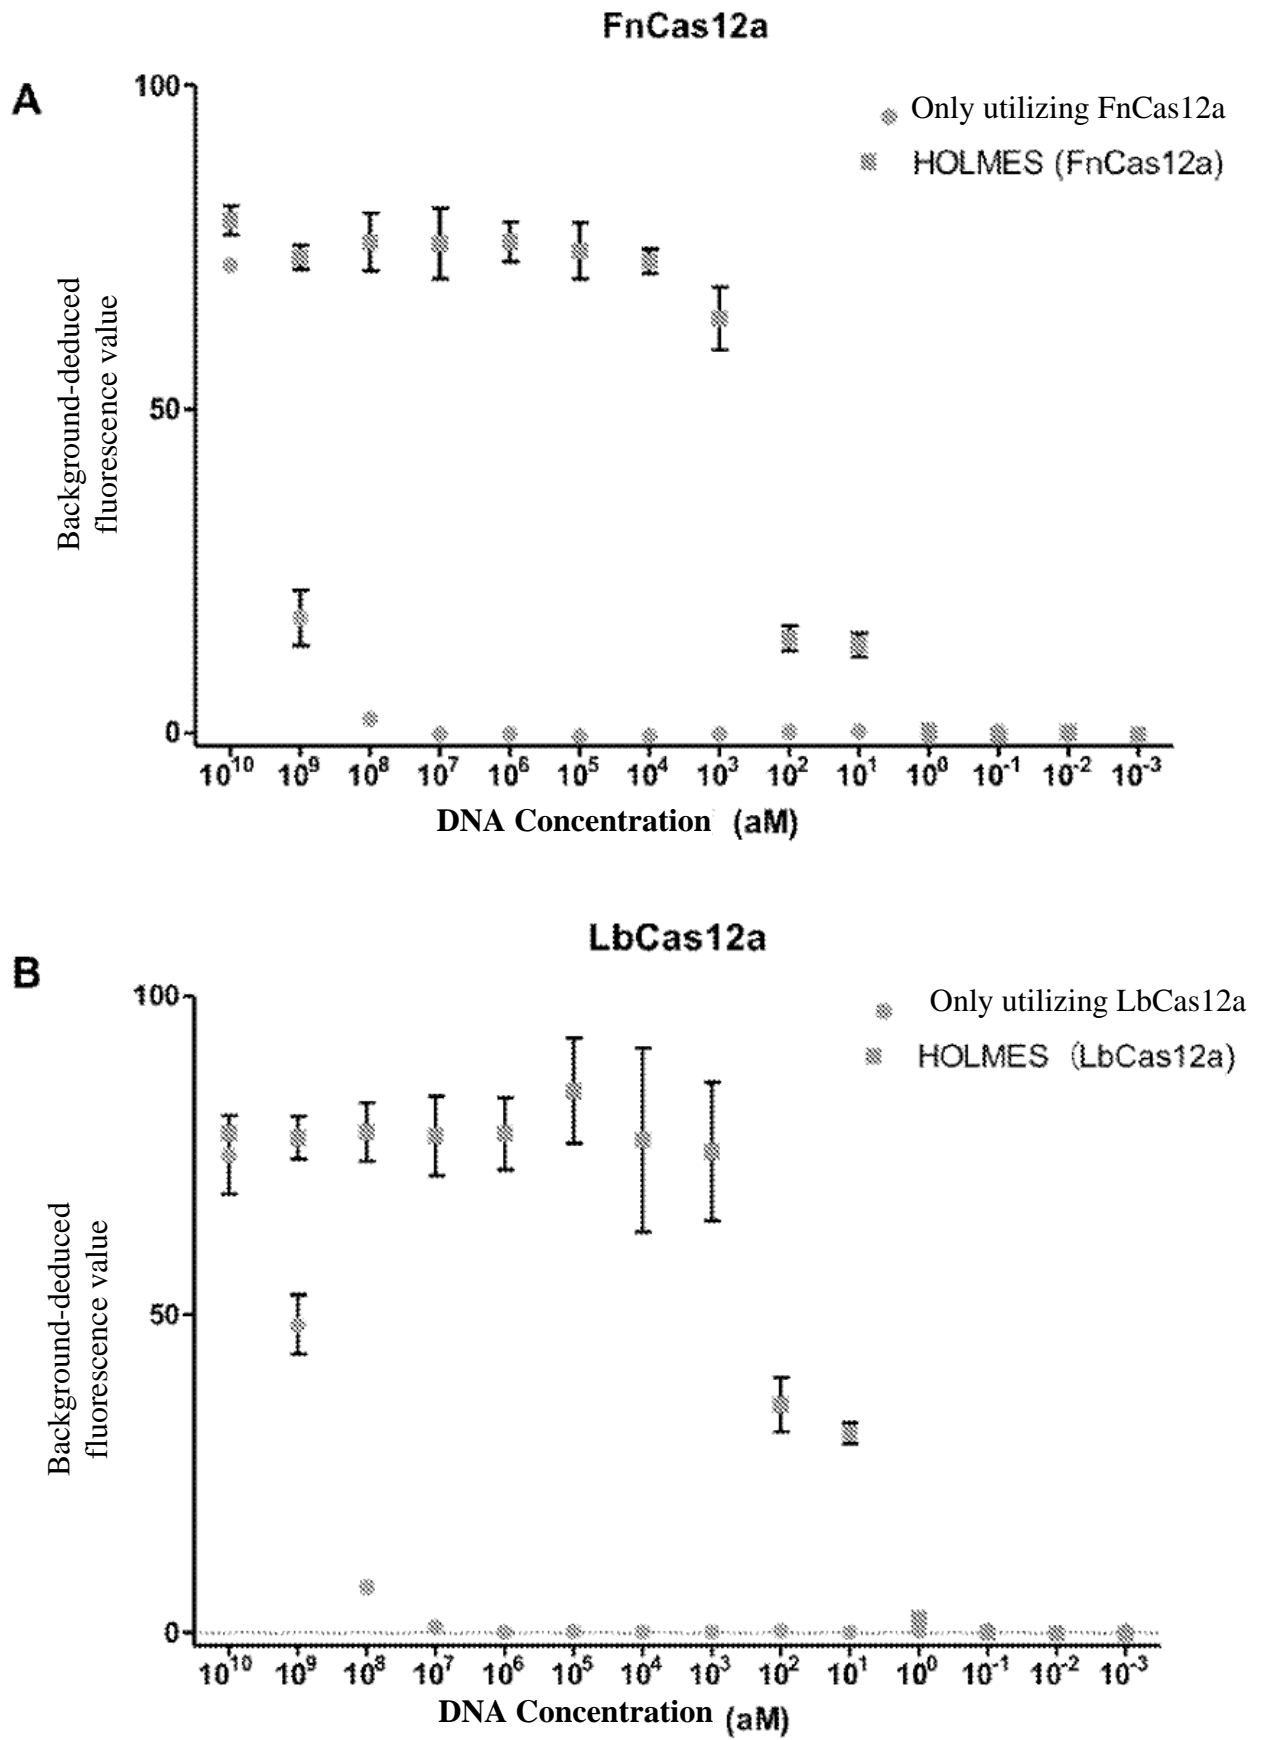 FnCas12a
A
100
Only utilizing FnCas12a
HOLMES (FnCas12a)
Background-deduced
fluorescence value
50
0
10^10 10^9 10^8 10^7 10^6 10^5 10^4 10^3 10^2 10^1 10^0 10^-1 10^-2 10^-3
DNA Concentration (aM)
LbCas12a
B
100
Only utilizing LbCas12a
HOLMES (LbCas12a)
Background-deduced
fluorescence value
50
0
10^10 10^9 10^8 10^7 10^6 10^5 10^4 10^3 10^2 10^1 10^0 10^-1 10^-2 10^-3
DNA Concentration (aM)